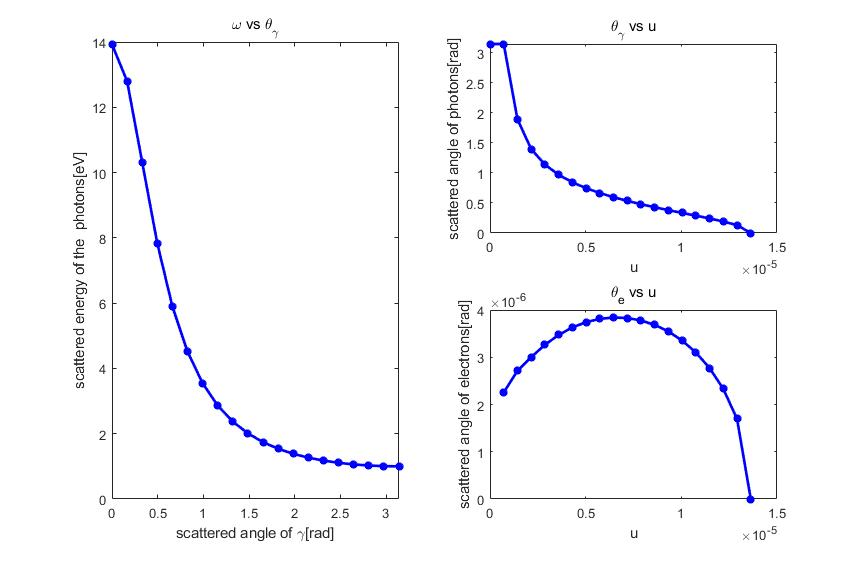 ω vs θγ
14
12
10
8
6
4
2
0
0 0.5 1 1.5 2 2.5 3
scattered energy of the photons[eV]
scattered angle of γ[rad]
θγ vs u
3
2.5
2
1.5
1
0.5
0
0 0.5 1 1.5
×10-5
scattered angle of photons[rad]
u
θe vs u
×10-6
4
3
2
1
0
0 0.5 1 1.5
×10-5
scattered angle of electrons[rad]
u